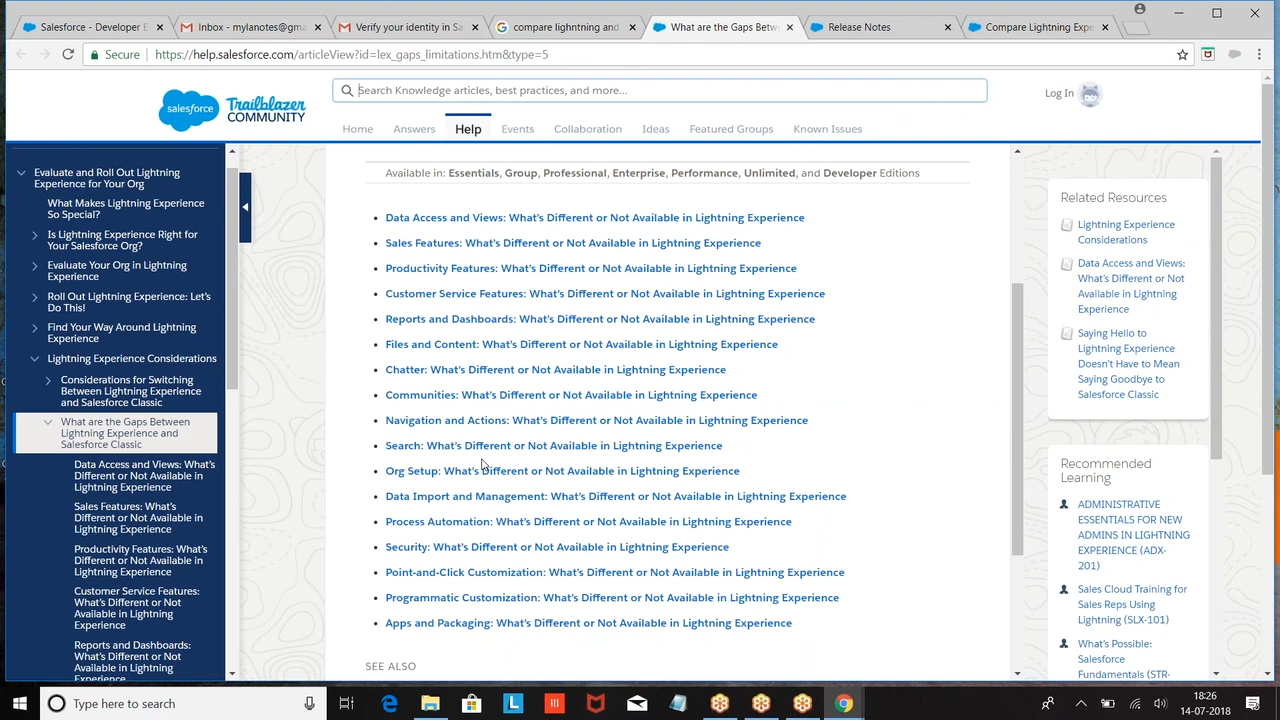 Salesforce - Developer E
Inbox - mylanotes@gma
Verify your identity in Sa
compare lighntning and
What are the Gaps Betw
Release Notes
Compare Lightning Expe
Secure
https://help.salesforce.com/articleView?id=lex_gaps_limitations.htm&type=5
salesforce
Trailblazer
COMMUNITY
Search Knowledge articles, best practices, and more...
Log In
Home
Answers
Help
Events
Collaboration
Ideas
Featured Groups
Known Issues
Evaluate and Roll Out Lightning
Experience for Your Org
What Makes Lightning Experience
So Special?
Is Lightning Experience Right for
Your Salesforce Org?
Evaluate Your Org in Lightning
Experience
Roll Out Lightning Experience: Let's
Do This!
Find Your Way Around Lightning
Experience
Lightning Experience Considerations
Considerations for Switching
Between Lightning Experience
and Salesforce Classic
What are the Gaps Between
Lightning Experience and
Salesforce Classic
Data Access and Views: What's
Different or Not Available in
Lightning Experience
Sales Features: What's
Different or Not Available in
Lightning Experience
Productivity Features: What's
Different or Not Available in
Lightning Experience
Customer Service Features:
What's Different or Not
Available in Lightning
Experience
Reports and Dashboards:
What's Different or Not
Available in Lightning
Experience
Available in: Essentials, Group, Professional, Enterprise, Performance, Unlimited, and Developer Editions
• Data Access and Views: What's Different or Not Available in Lightning Experience
• Sales Features: What's Different or Not Available in Lightning Experience
• Productivity Features: What's Different or Not Available in Lightning Experience
• Customer Service Features: What's Different or Not Available in Lightning Experience
• Reports and Dashboards: What's Different or Not Available in Lightning Experience
• Files and Content: What's Different or Not Available in Lightning Experience
• Chatter: What's Different or Not Available in Lightning Experience
• Communities: What's Different or Not Available in Lightning Experience
• Navigation and Actions: What's Different or Not Available in Lightning Experience
• Search: What's Different or Not Available in Lightning Experience
• Org Setup: What's Different or Not Available in Lightning Experience
• Data Import and Management: What's Different or Not Available in Lightning Experience
• Process Automation: What's Different or Not Available in Lightning Experience
• Security: What's Different or Not Available in Lightning Experience
• Point-and-Click Customization: What's Different or Not Available in Lightning Experience
• Programmatic Customization: What's Different or Not Available in Lightning Experience
• Apps and Packaging: What's Different or Not Available in Lightning Experience
SEE ALSO
Related Resources
Lightning Experience
Considerations
Data Access and Views:
What's Different or Not
Available in Lightning
Experience
Saying Hello to
Lightning Experience
Doesn't Have to Mean
Saying Goodbye to
Salesforce Classic
Recommended
Learning
ADMINISTRATIVE
ESSENTIALS FOR NEW
ADMINS IN LIGHTNING
EXPERIENCE (ADX-
201)
Sales Cloud Training for
Sales Reps Using
Lightning (SLX-101)
What's Possible:
Salesforce
Fundamentals (STR-
Type here to search
18:26
14-07-2018